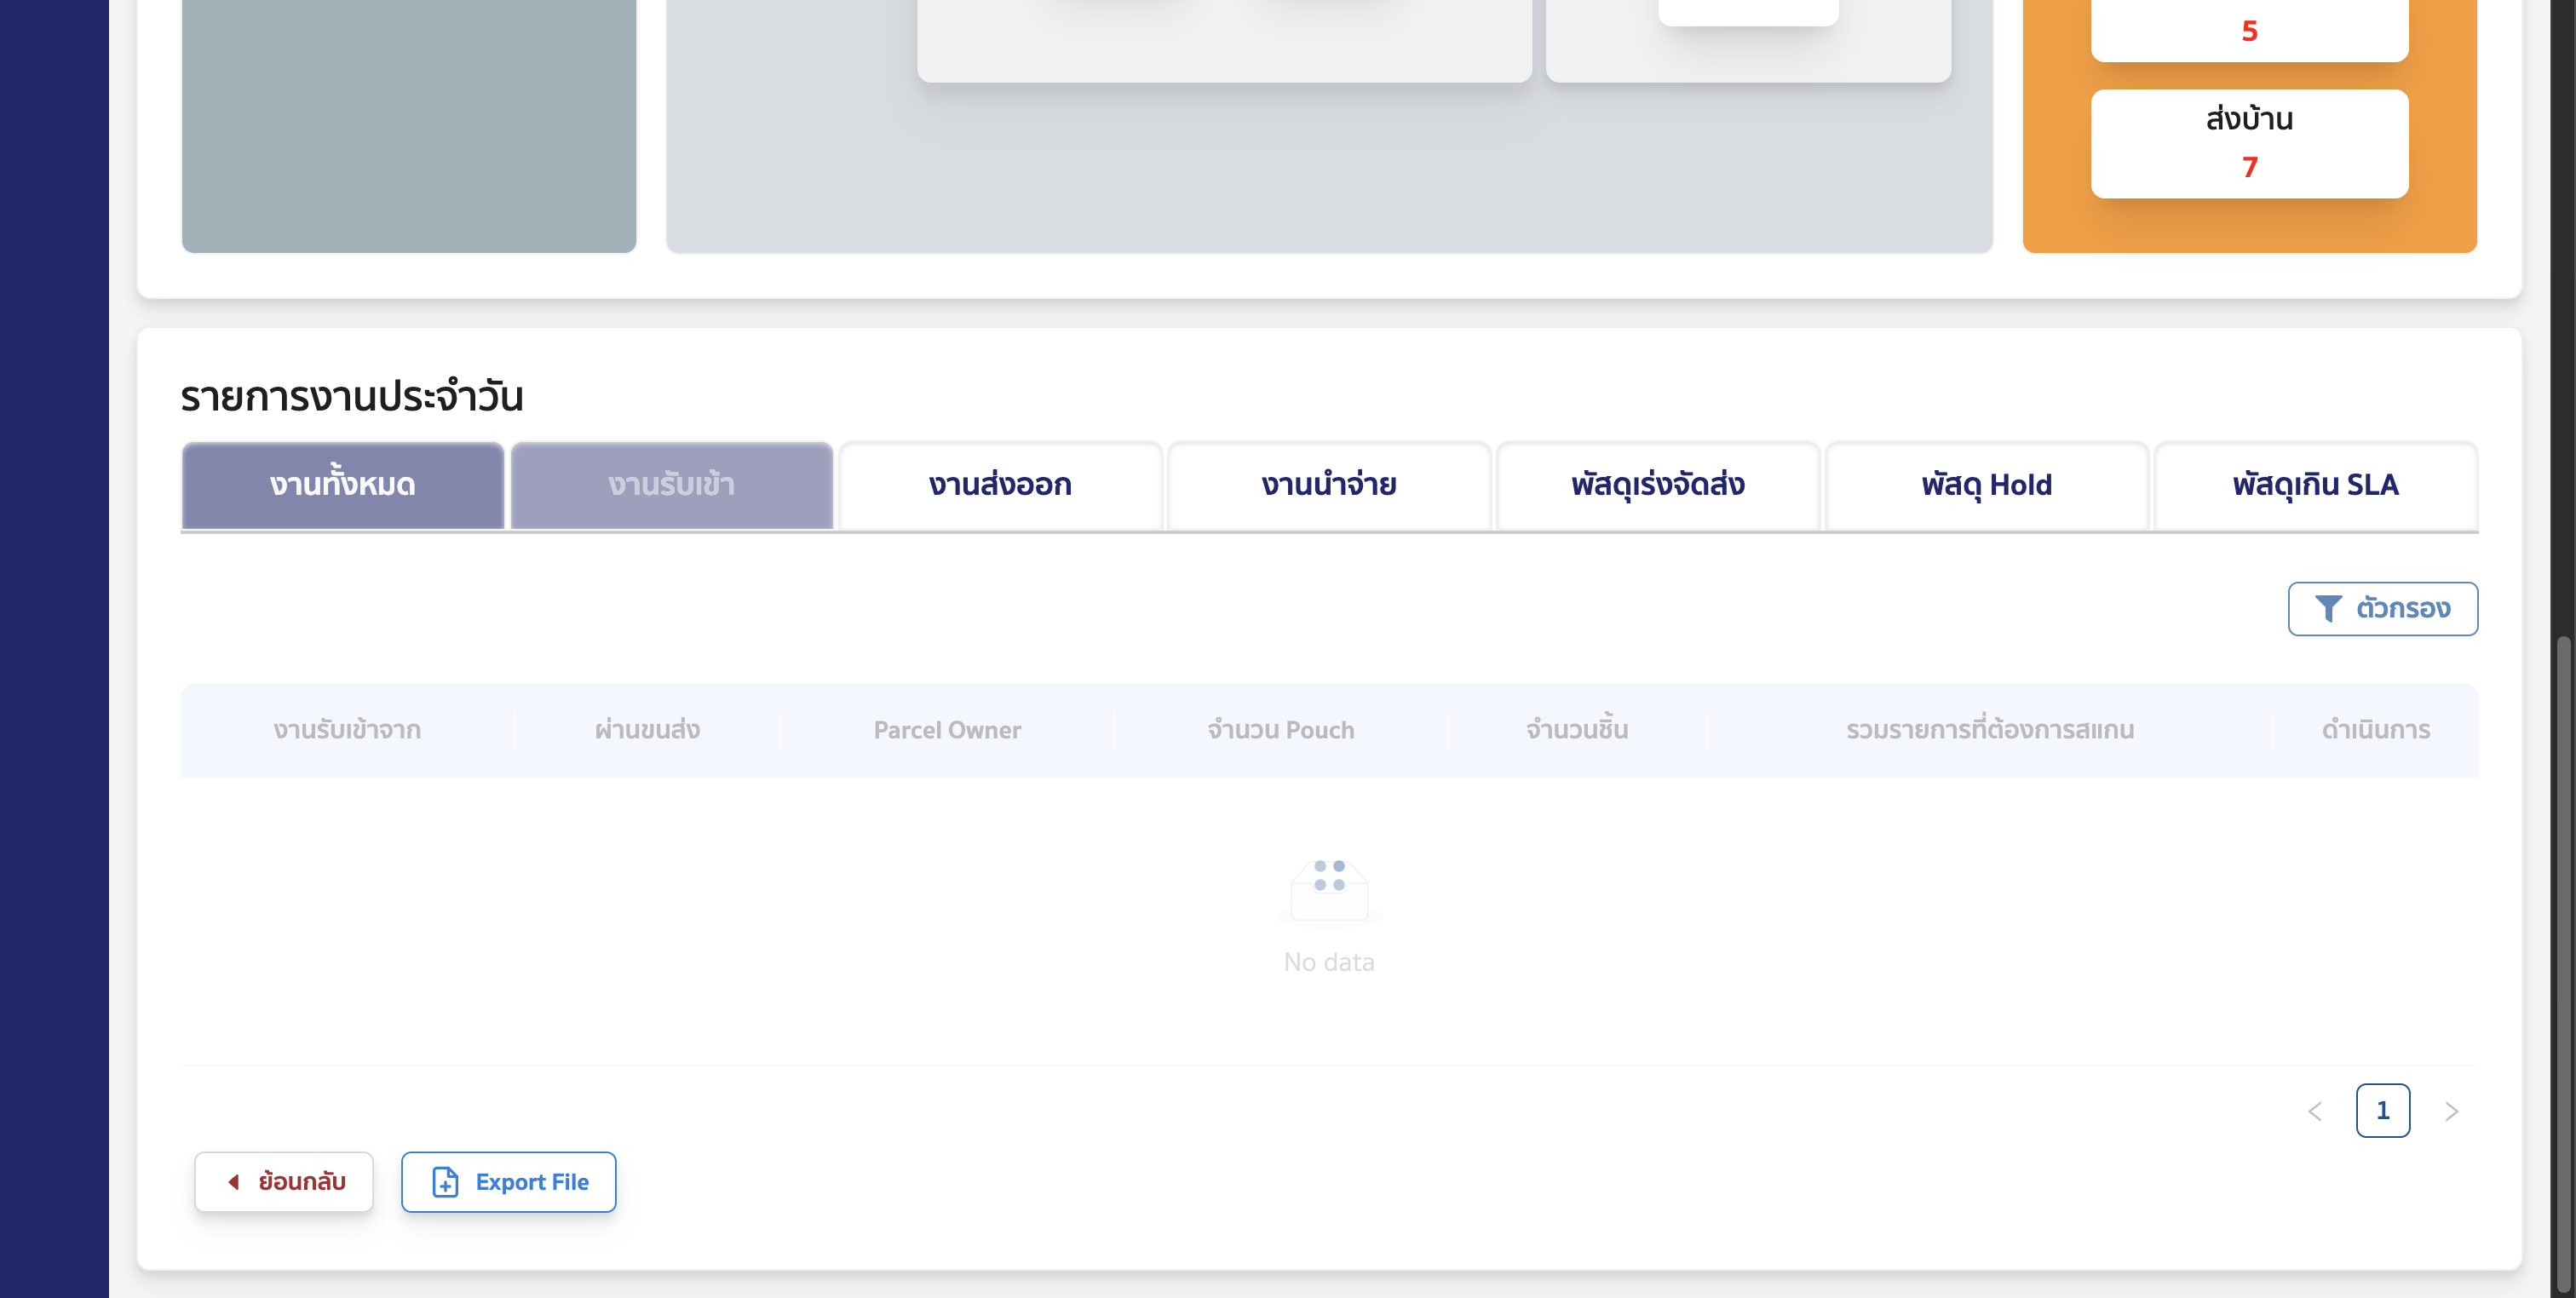 5
ส่งบ้าน
7
รายการงานประจำวัน
งานทั้งหมด งานรับเข้า งานส่งออก งานนำจ่าย พัสดุเร่งจัดส่ง พัสดุ Hold พัสดุเกิน SLA
ตัวกรอง
งานรับเข้าจาก ผ่านขนส่ง Parcel Owner จำนวน Pouch จำนวนชิ้น รวมรายการที่ต้องการสแกน ดำเนินการ
No data
1
ย้อนกลับ Export File